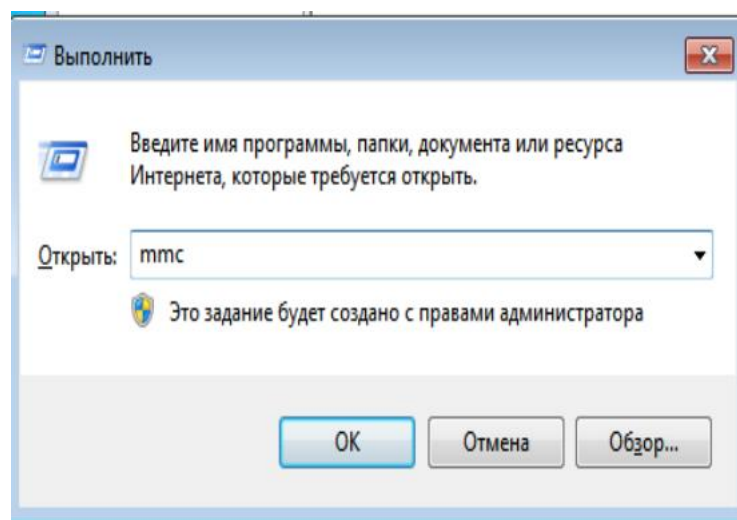 Выполнить
Введите имя программы, папки, документа или ресурса
Интернета, которые требуется открыть.
Открыть: mmc
Это задание будет создано с правами администратора
ОК Отмена Обзор...